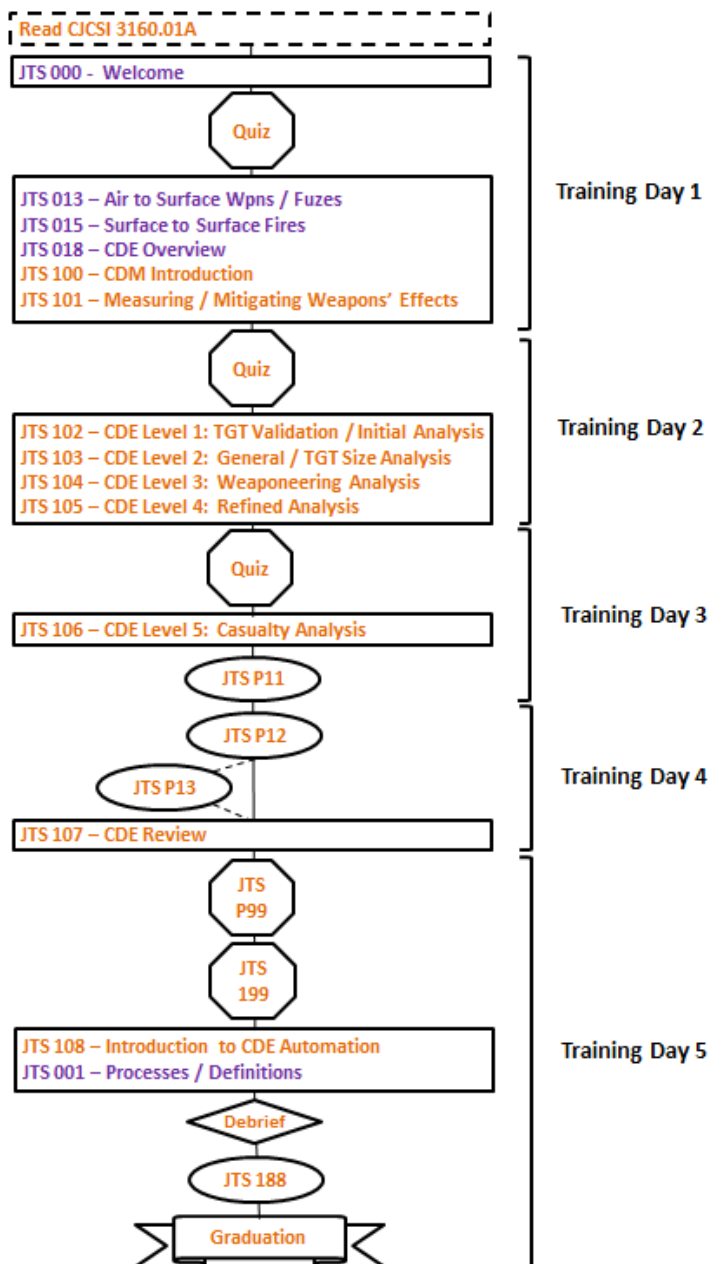 Read CJCSI 3160.01A
JTS 000 - Welcome
Quiz
Training Day 1
JTS 013 – Air to Surface Wpns / Fuzes
JTS 015 – Surface to Surface Fires
JTS 018 – CDE Overview
JTS 100 – CDM Introduction
JTS 101 – Measuring / Mitigating Weapons' Effects
Quiz
Training Day 2
JTS 102 – CDE Level 1: TGT Validation / Initial Analysis
JTS 103 – CDE Level 2:  General / TGT Size Analysis
JTS 104 – CDE Level 3:  Weaponeering Analysis
JTS 105 – CDE Level 4:  Refined Analysis
Quiz
Training Day 3
JTS 106 – CDE Level 5:  Casualty Analysis
JTS P11
JTS P12
Training Day 4
JTS P13
JTS 107 – CDE Review
JTS
P99
JTS
199
JTS 108 – Introduction  to CDE Automation
Training Day 5
JTS 001 – Processes / Definitions
Debrief
JTS 188
Graduation